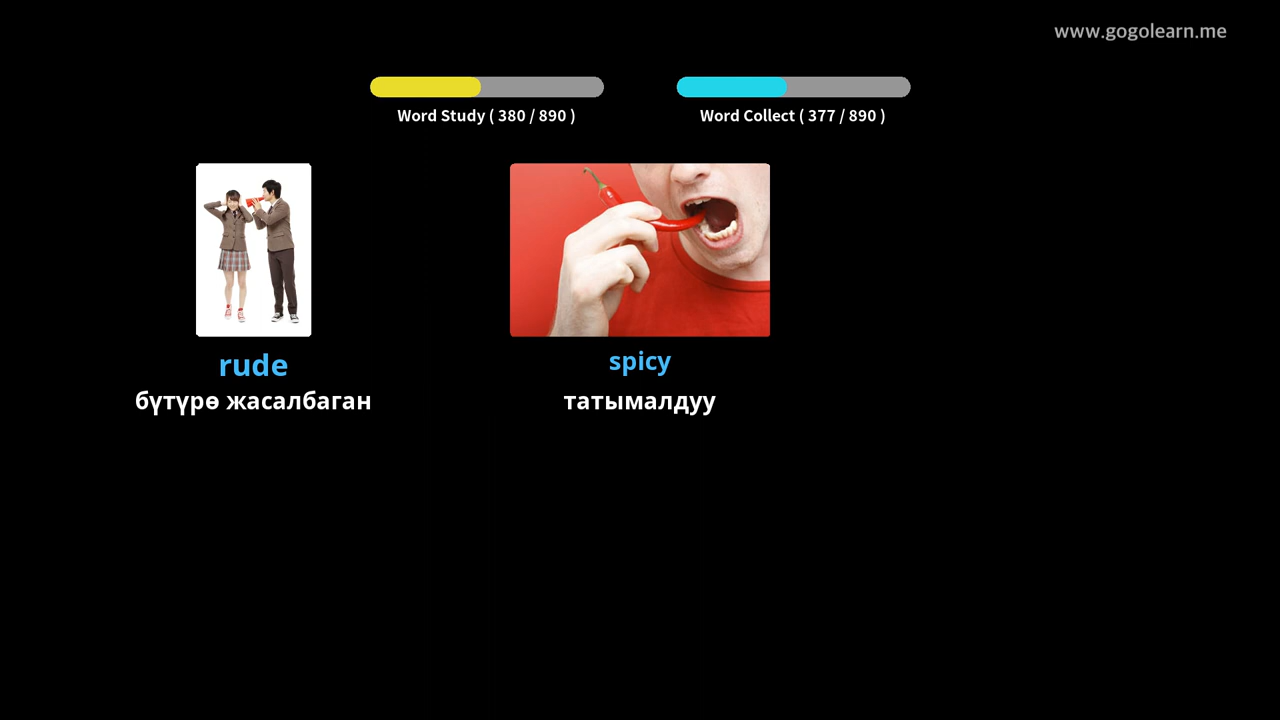 www.gogolearn.me
Word Study ( 380 / 890 )
Word Collect ( 377 / 890 )
rude
spicy
бүтүрө жасалбаган
татымалдуу